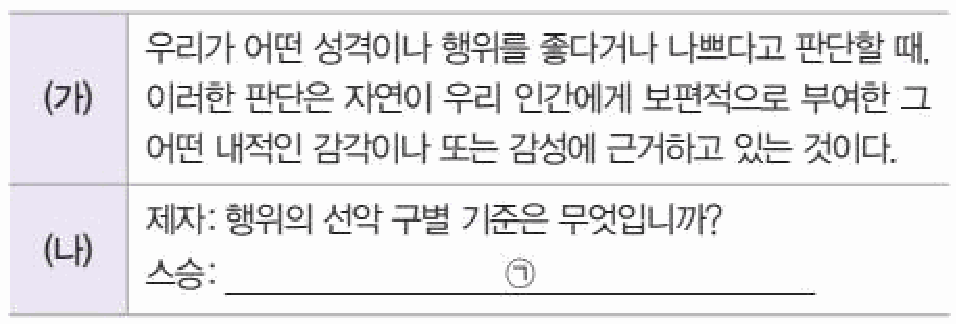 (가)
우리가 어떤 성격이나 행위를 좋다거나 나쁘다고 판단할 때,
이러한 판단은 자연이 우리 인간에게 보편적으로 부여한 그
어떤 내적인 감각이나 또는 감성에 근거하고 있는 것이다.
(나)
제자: 행위의 선악 구별 기준은 무엇입니까?
스승: ㉠